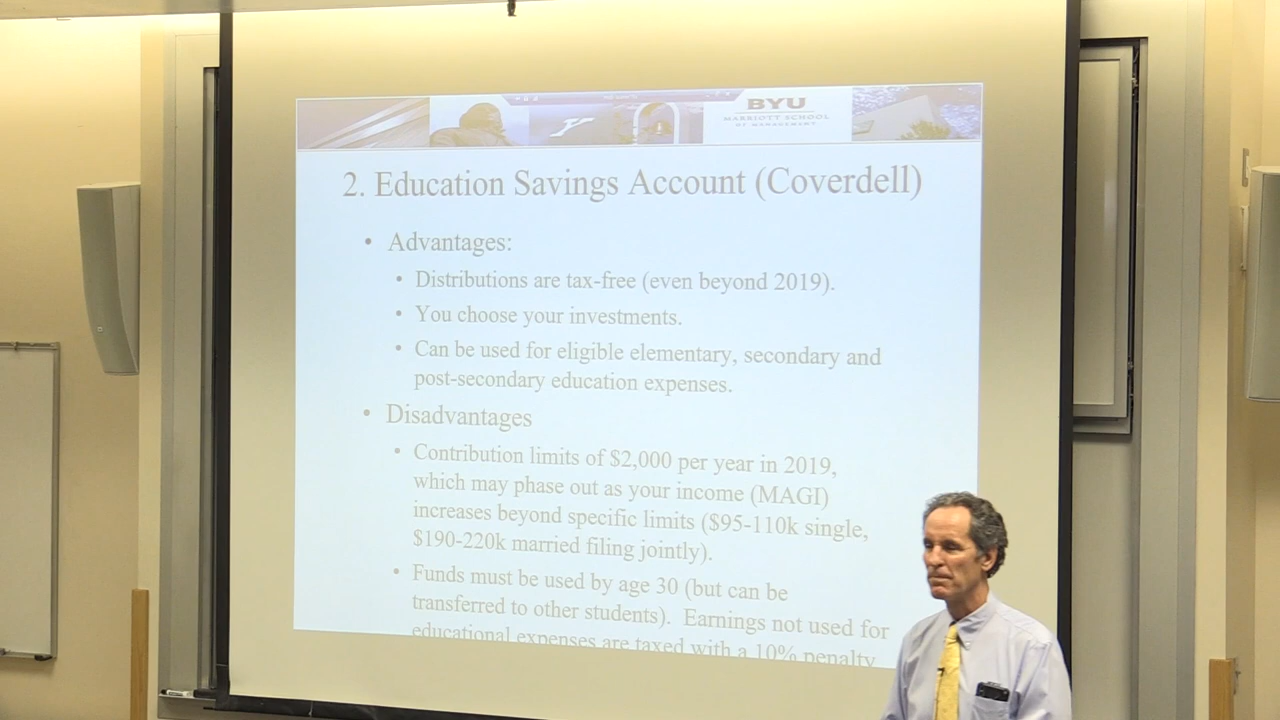 BYU
MARRIOTT SCHOOL
OF MANAGEMENT
Y
2. Education Savings Account (Coverdell)
• Advantages:
• Distributions are tax-free (even beyond 2019).
• You choose your investments.
• Can be used for eligible elementary, secondary and
post-secondary education expenses.
• Disadvantages
• Contribution limits of $2,000 per year in 2019,
which may phase out as your income (MAGI)
increases beyond specific limits ($95-110k single,
$190-220k married filing jointly).
• Funds must be used by age 30 (but can be
transferred to other students). Earnings not used for
educational expenses are taxed with a 10% penalty